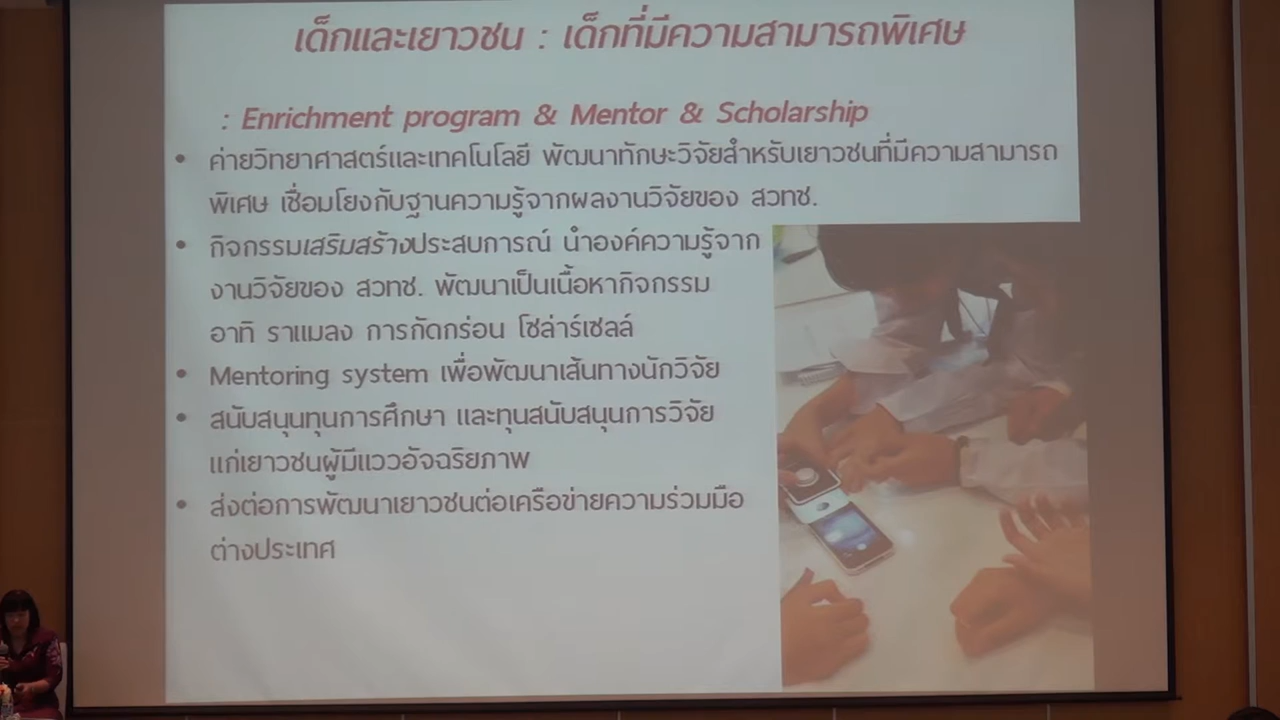 เด็กและเยาวชน : เด็กที่มีความสามารถพิเศษ
: Enrichment program & Mentor & Scholarship
• ค่ายวิทยาศาสตร์และเทคโนโลยี พัฒนาทักษะวิจัยสำหรับเยาวชนที่มีความสามารถ
พิเศษ เชื่อมโยงกับฐานความรู้จากผลงานวิจัยของ สวทช.
• กิจกรรมเสริมสร้างประสบการณ์ นำองค์ความรู้จาก
งานวิจัยของ สวทช. พัฒนาเป็นเนื้อหากิจกรรม
อาทิ ราแมลง การกัดกร่อน โซล่าร์เซลล์
• Mentoring system เพื่อพัฒนาเส้นทางนักวิจัย
• สนับสนุนทุนการศึกษา และทุนสนับสนุนการวิจัย
แก่เยาวชนผู้มีแววอัจฉริยภาพ
• ส่งต่อการพัฒนาเยาวชนต่อเครือข่ายความร่วมมือ
ต่างประเทศ